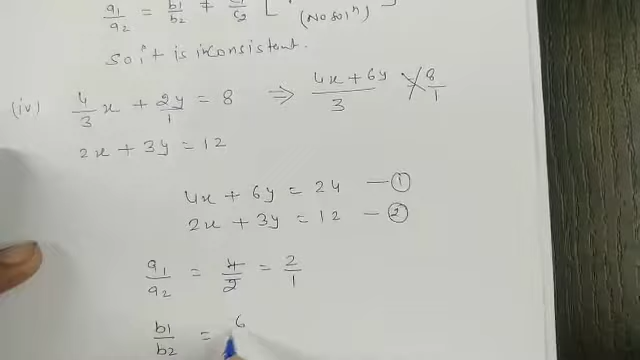 a1/a2 = b1/b2 ≠ c1/c2 [ (No solⁿ) ]
So it is inconsistent.
(iv) 4/3 x + 2y/1 = 8 ⇒ (4x + 6y)/3 = 8/1
2x + 3y = 12
4x + 6y = 24 — ①
2x + 3y = 12 — ②
a1/a2 = 4/2 = 2/1
b1/b2 = 6